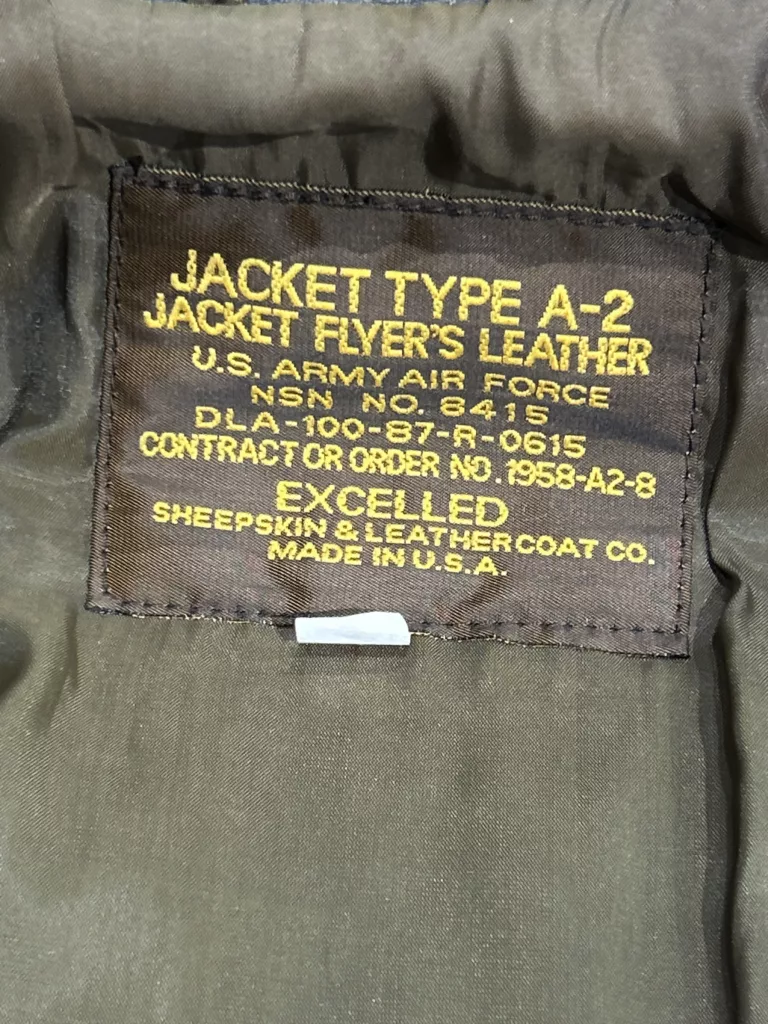 JACKET TYPE A-2
JACKET FLYER'S LEATHER
U.S. ARMY AIR FORCE
NSN NO. 8415
DLA-100-87-R-0615
CONTRACT OR ORDER NO. 1958-A2-8
EXCELLED
SHEEPSKIN & LEATHER COAT CO.
MADE IN U.S.A.